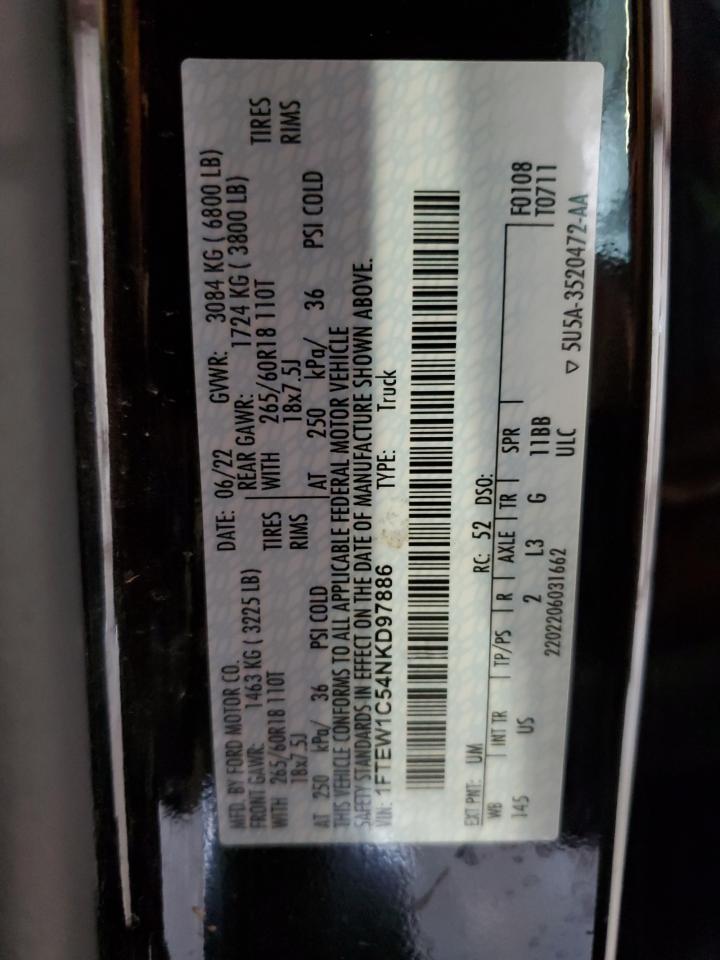 MFD. BY FORD MOTOR CO. DATE: 06/22 GVWR: 3084 KG ( 6800 LB)
FRONT GAWR: 1463 KG ( 3225 LB) REAR GAWR: 1724 KG ( 3800 LB)
WITH 265/60R18 110T TIRES WITH 265/60R18 110T TIRES
18x7.5J RIMS 18x7.5J RIMS
AT 250 kPa/ 36 PSI COLD AT 250 kPa/ 36 PSI COLD
THIS VEHICLE CONFORMS TO ALL APPLICABLE FEDERAL MOTOR VEHICLE
SAFETY STANDARDS IN EFFECT ON THE DATE OF MANUFACTURE SHOWN ABOVE.
VIN: 1FTEW1C54NKD97886 TYPE: Truck
EXT PNT: UM RC: 52 DSO:
WB INT TR TP/PS R AXLE TR SPR F0108
145 US 2 L3 G 11BB T0711
2202206031662 ULC ▽ 5U5A-3520472-AA